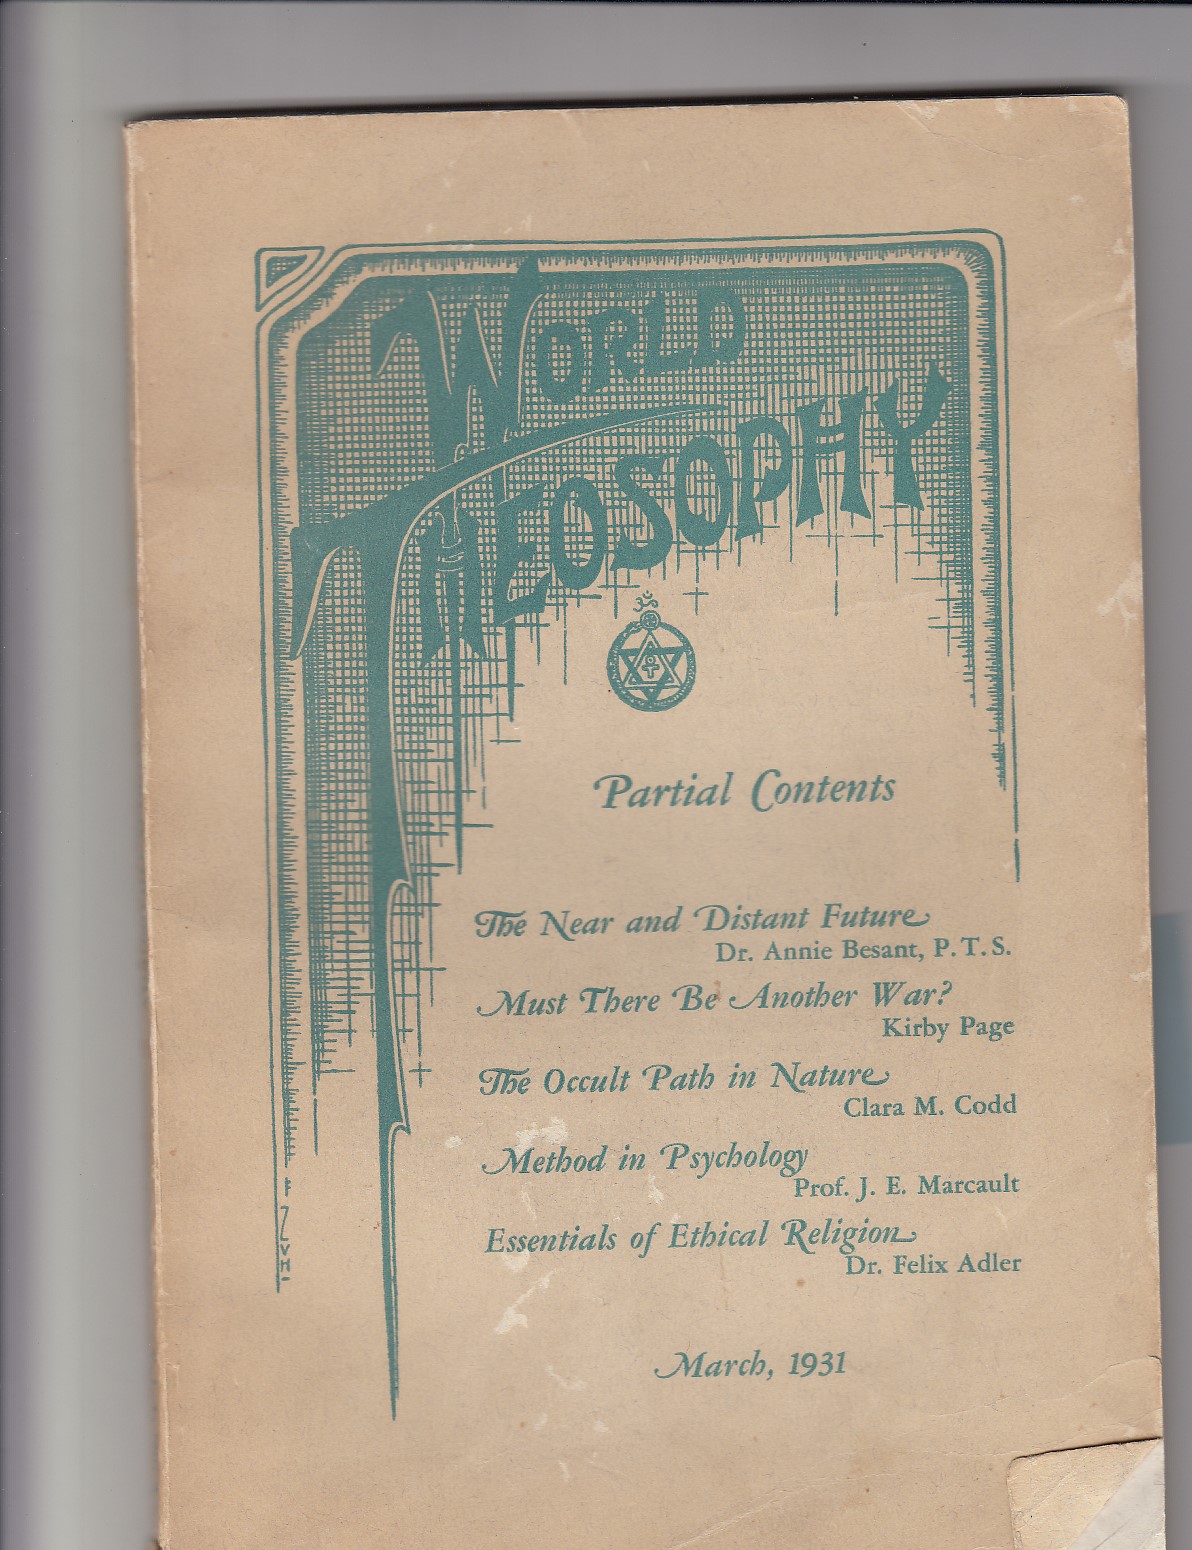 WORLD
THEOSOPHY
ॐ
Partial Contents
The Near and Distant Future
Dr. Annie Besant, P.T.S.
Must There Be Another War?
Kirby Page
The Occult Path in Nature
Clara M. Codd
Method in Psychology
Prof. J. E. Marcault
Essentials of Ethical Religion
Dr. Felix Adler
March, 1931